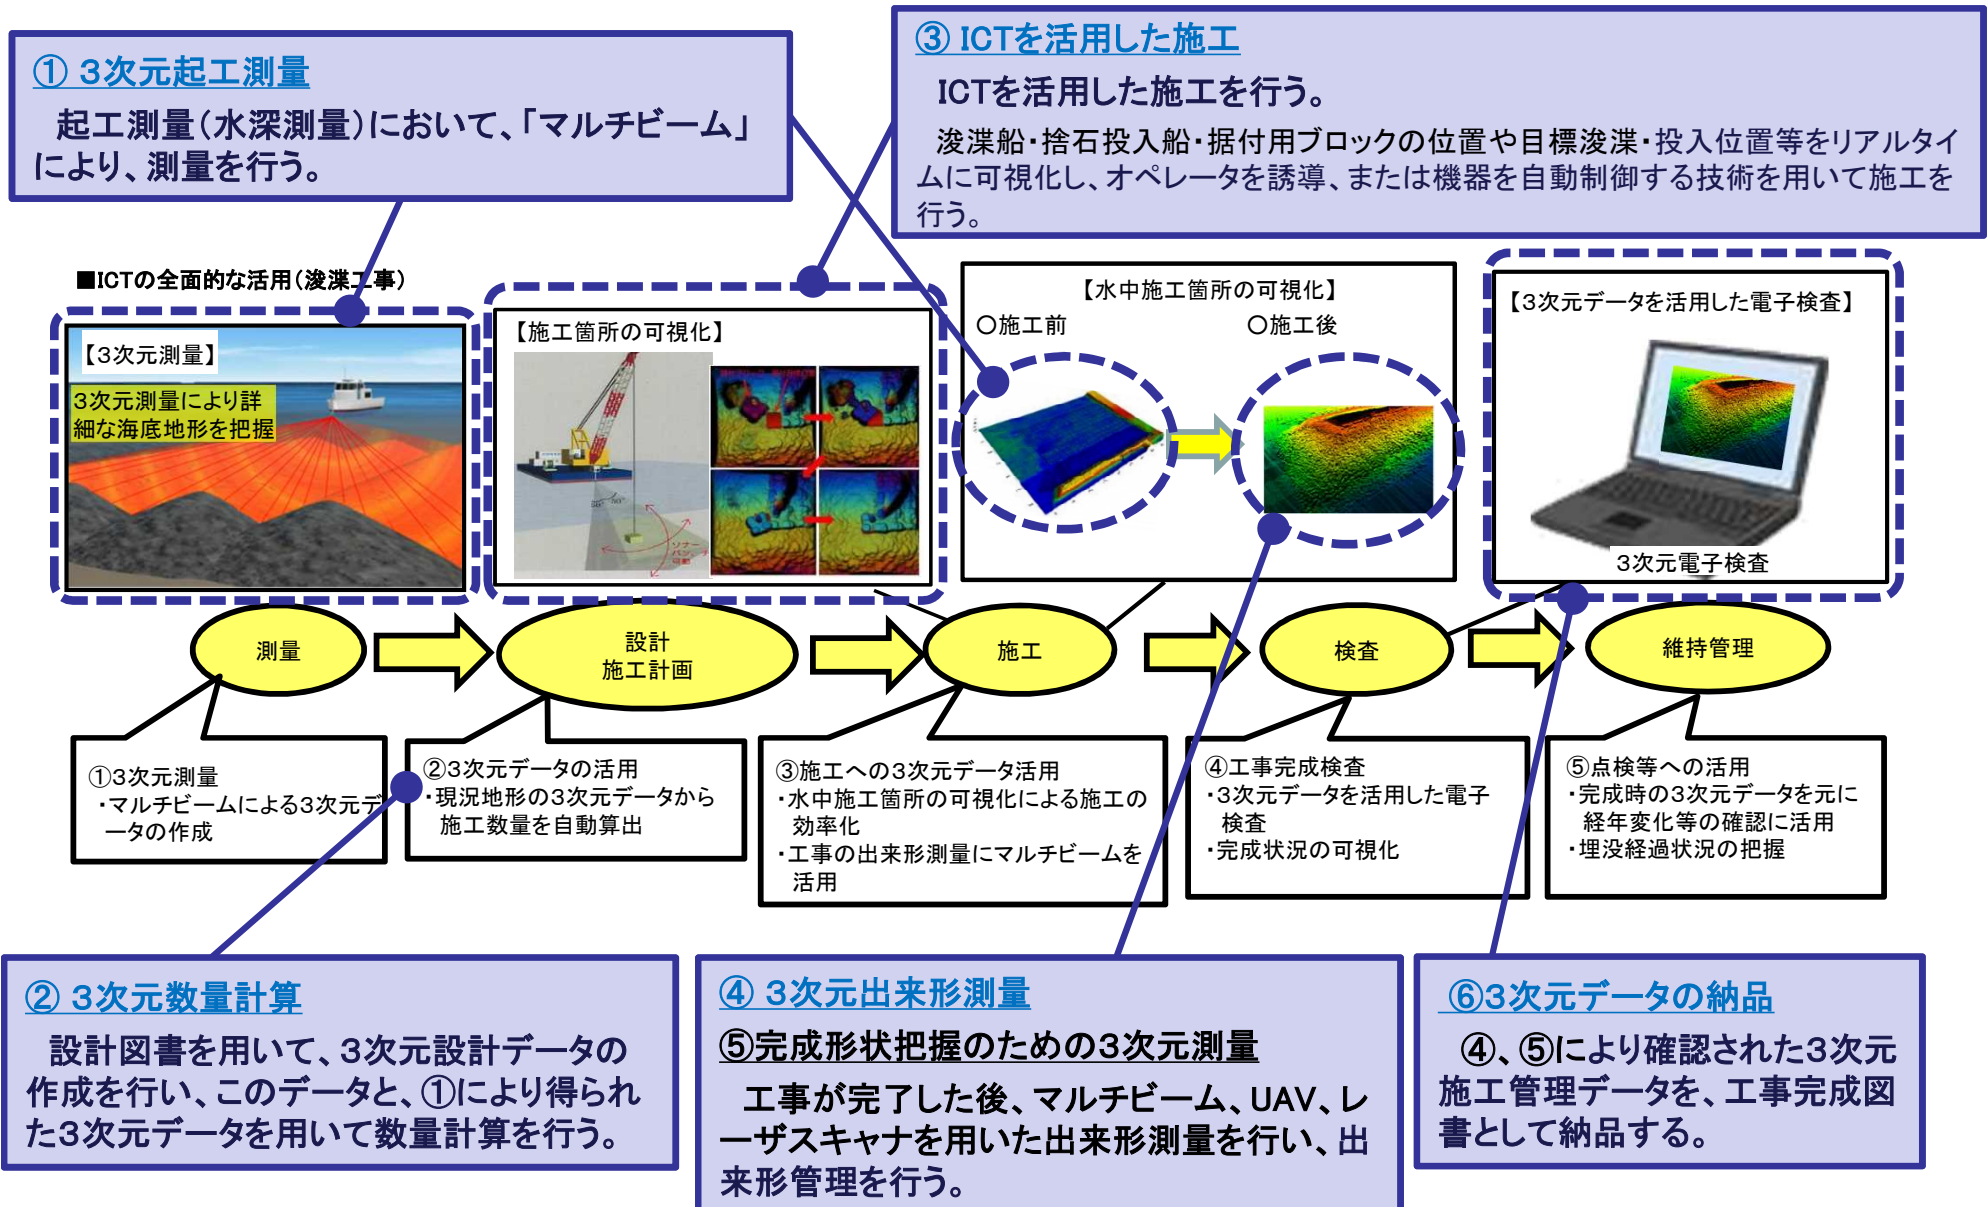 ① 3次元起工測量
起工測量(水深測量)において、「マルチビーム」
により、測量を行う。
③ ICTを活用した施工
ICTを活用した施工を行う。
浚渫船・捨石投入船・据付用ブロックの位置や目標浚渫・投入位置等をリアルタイ
ムに可視化し、オペレータを誘導、または機器を自動制御する技術を用いて施工を
行う。
■ICTの全面的な活用(浚渫工事)
【3次元測量】
3次元測量により詳
細な海底地形を把握
【施工箇所の可視化】
ソナー
パン
可動
【水中施工箇所の可視化】
○施工前
○施工後
【3次元データを活用した電子検査】
3次元電子検査
測量
設計
施工計画
施工
検査
維持管理
①3次元測量
・マルチビームによる3次元デ
ータの作成
②3次元データの活用
・現況地形の3次元データから
施工数量を自動算出
③施工への3次元データ活用
・水中施工箇所の可視化による施工の
効率化
・工事の出来形測量にマルチビームを
活用
④工事完成検査
・3次元データを活用した電子
検査
・完成状況の可視化
⑤点検等への活用
・完成時の3次元データを元に
経年変化等の確認に活用
・埋没経過状況の把握
② 3次元数量計算
設計図書を用いて、3次元設計データの
作成を行い、このデータと、①により得られ
た3次元データを用いて数量計算を行う。
④ 3次元出来形測量
⑤完成形状把握のための3次元測量
工事が完了した後、マルチビーム、UAV、レ
ーザスキャナを用いた出来形測量を行い、出
来形管理を行う。
⑥3次元データの納品
④、⑤により確認された3次元
施工管理データを、工事完成図
書として納品する。